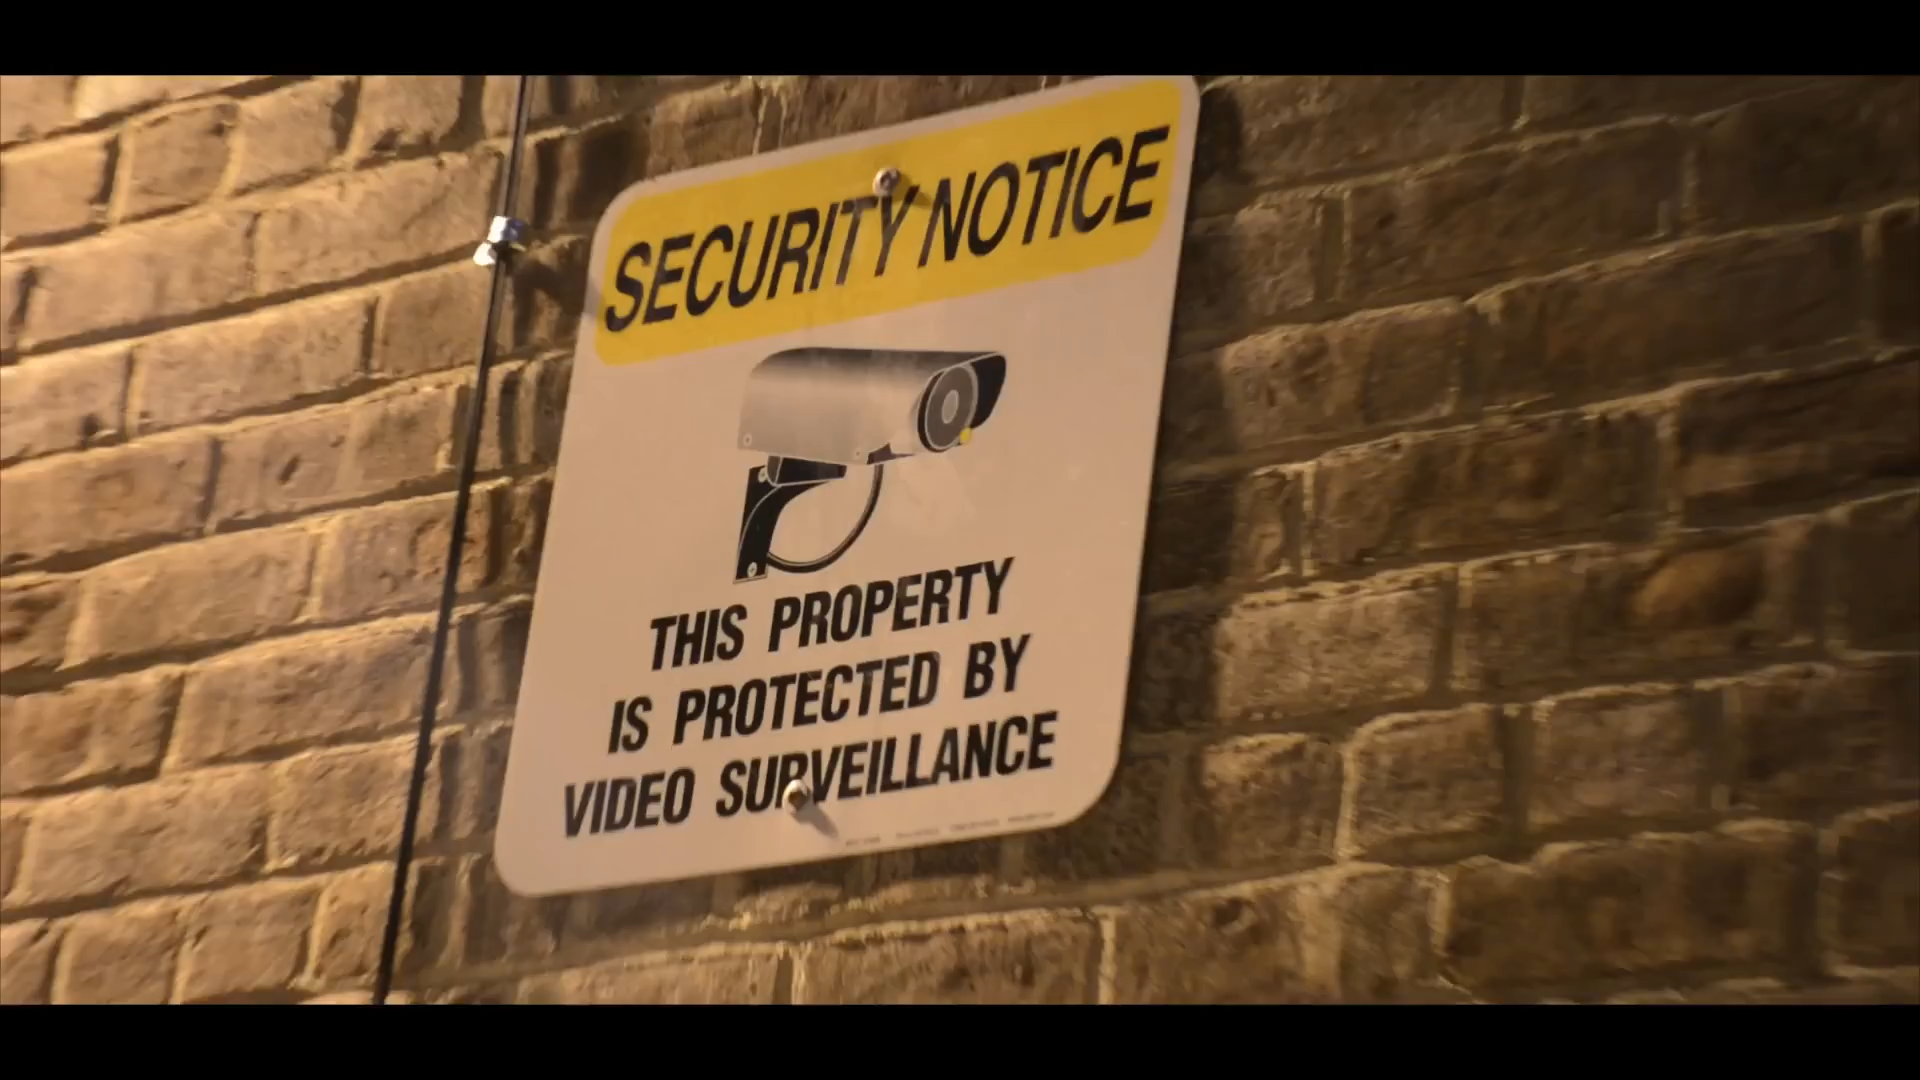 SECURITY NOTICE
THIS PROPERTY
IS PROTECTED BY
VIDEO SURVEILLANCE